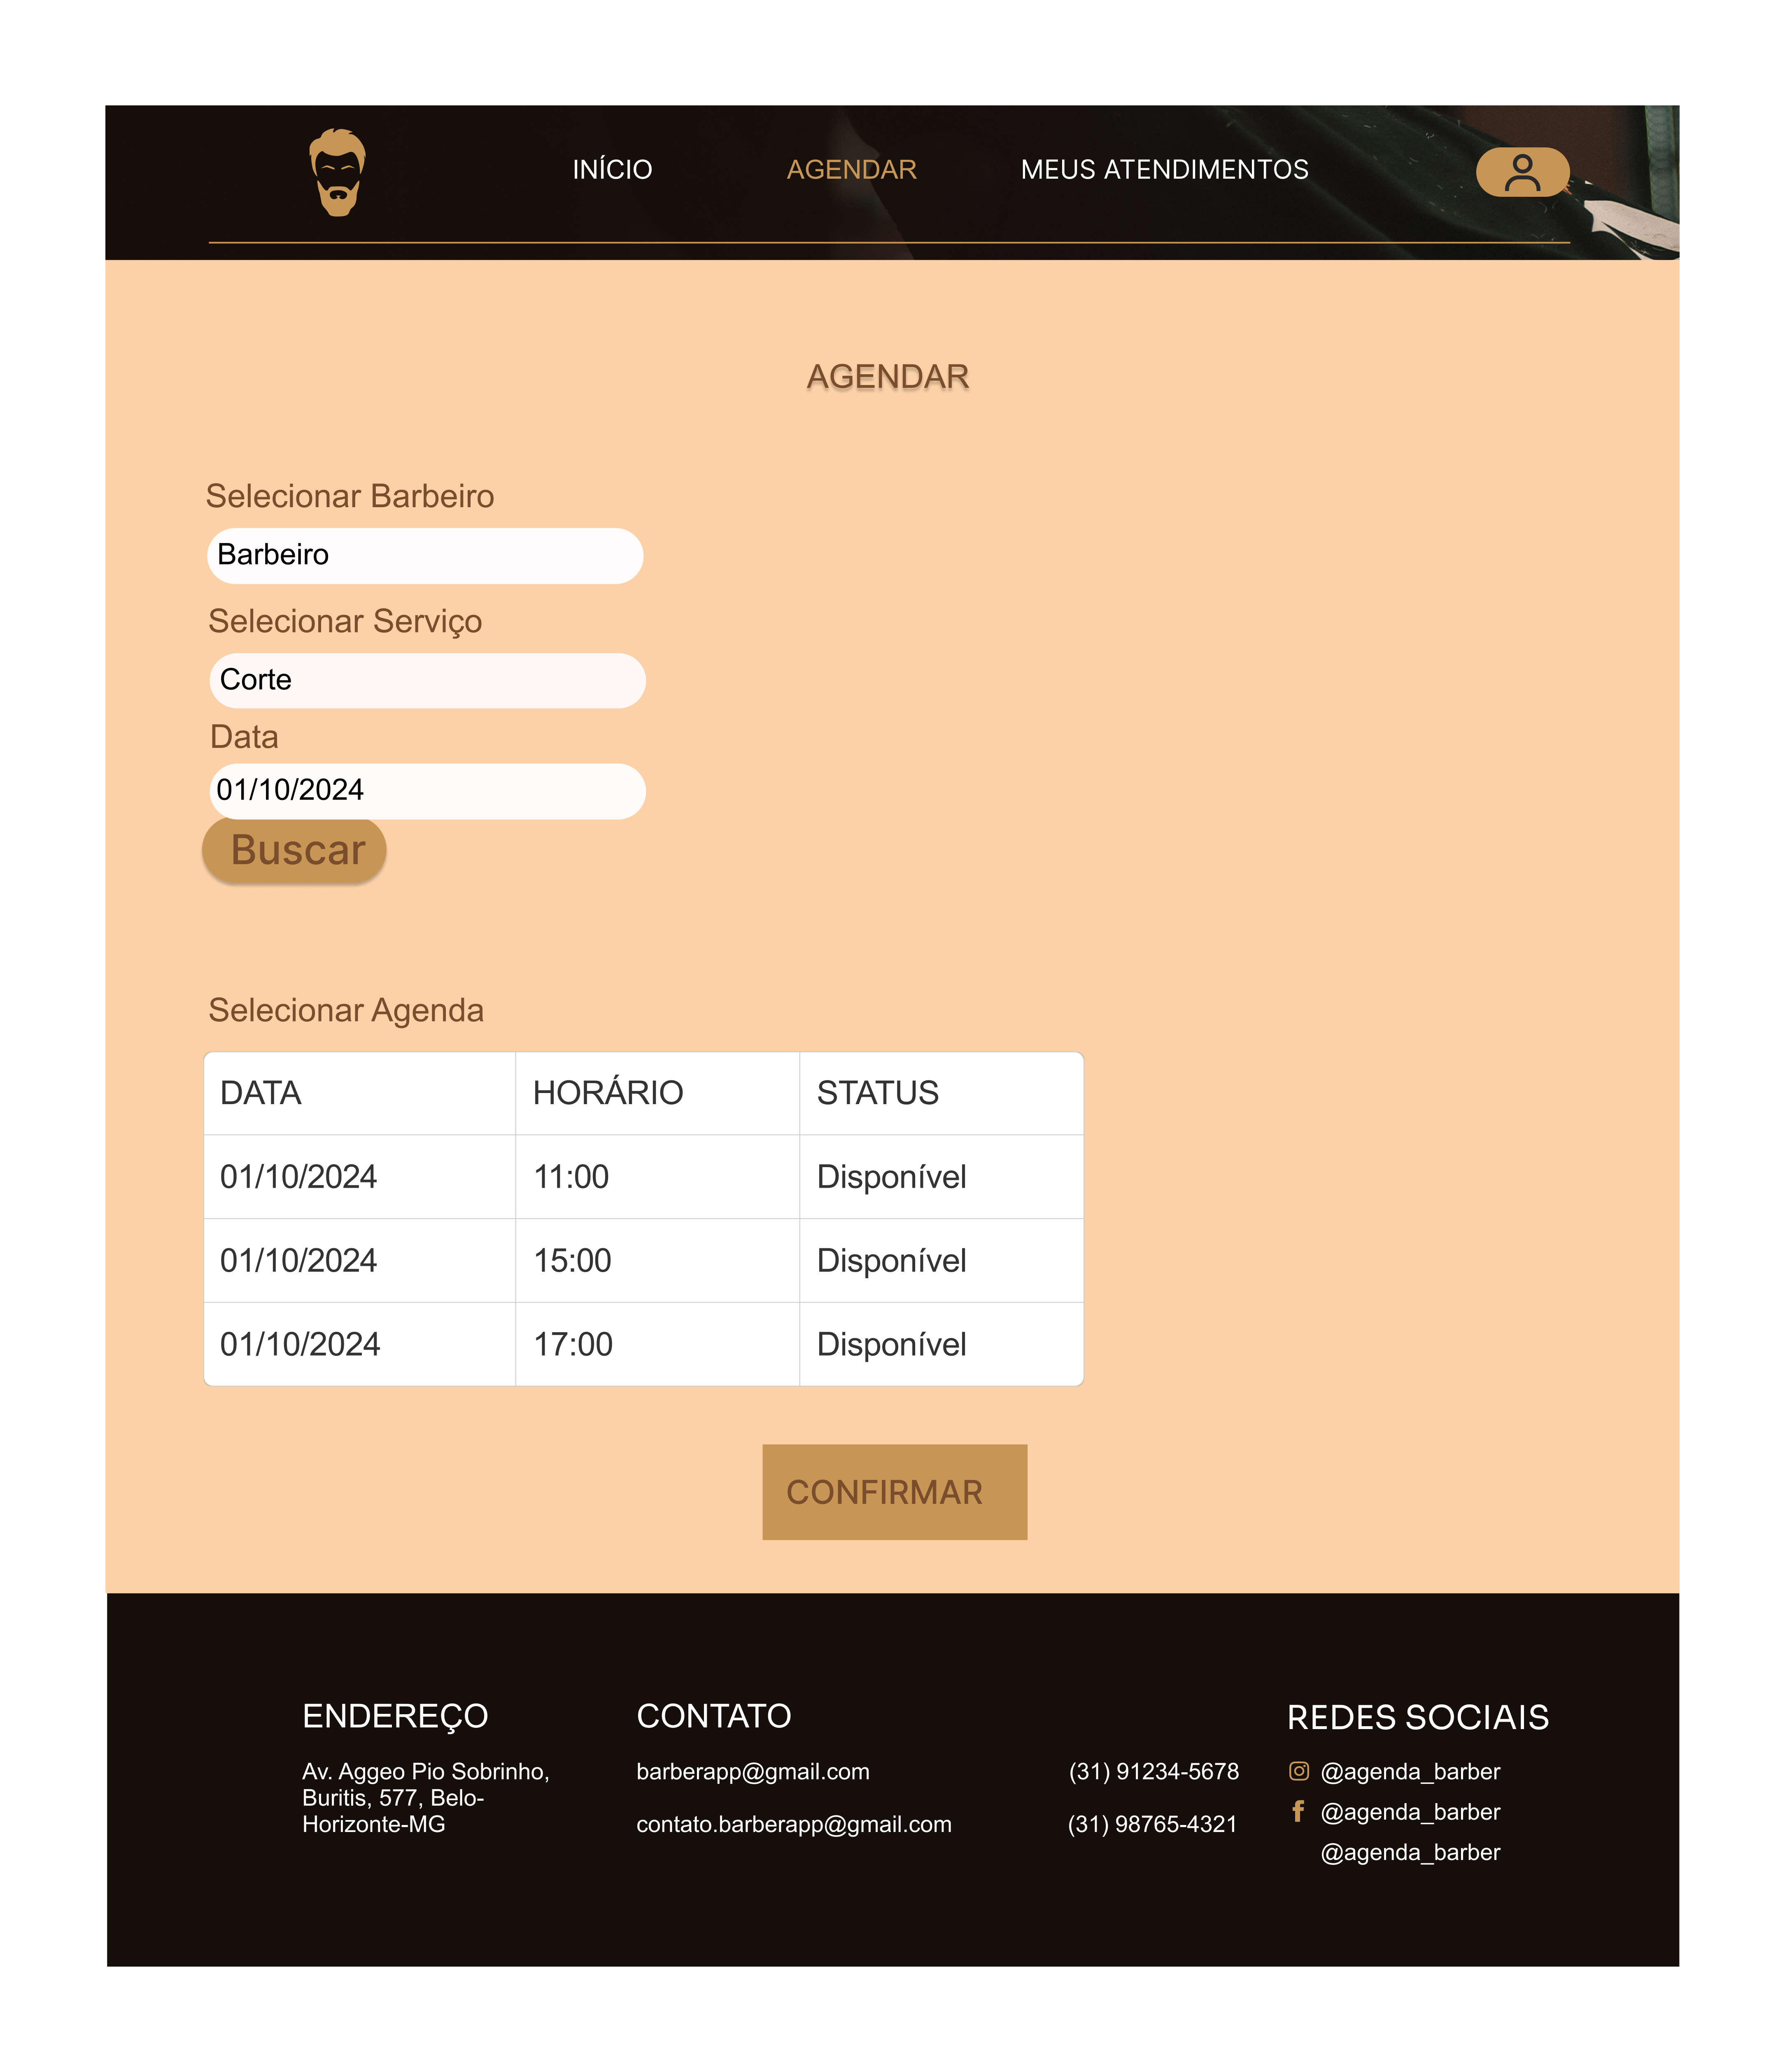 INÍCIO AGENDAR MEUS ATENDIMENTOS
AGENDAR
Selecionar Barbeiro
Barbeiro
Selecionar Serviço
Corte
Data
01/10/2024
Buscar
Selecionar Agenda
DATA HORÁRIO STATUS
01/10/2024 11:00 Disponível
01/10/2024 15:00 Disponível
01/10/2024 17:00 Disponível
CONFIRMAR
ENDEREÇO
Av. Aggeo Pio Sobrinho,
Buritis, 577, Belo-
Horizonte-MG
CONTATO
barberapp@gmail.com (31) 91234-5678
contato.barberapp@gmail.com (31) 98765-4321
REDES SOCIAIS
@agenda_barber
@agenda_barber
@agenda_barber